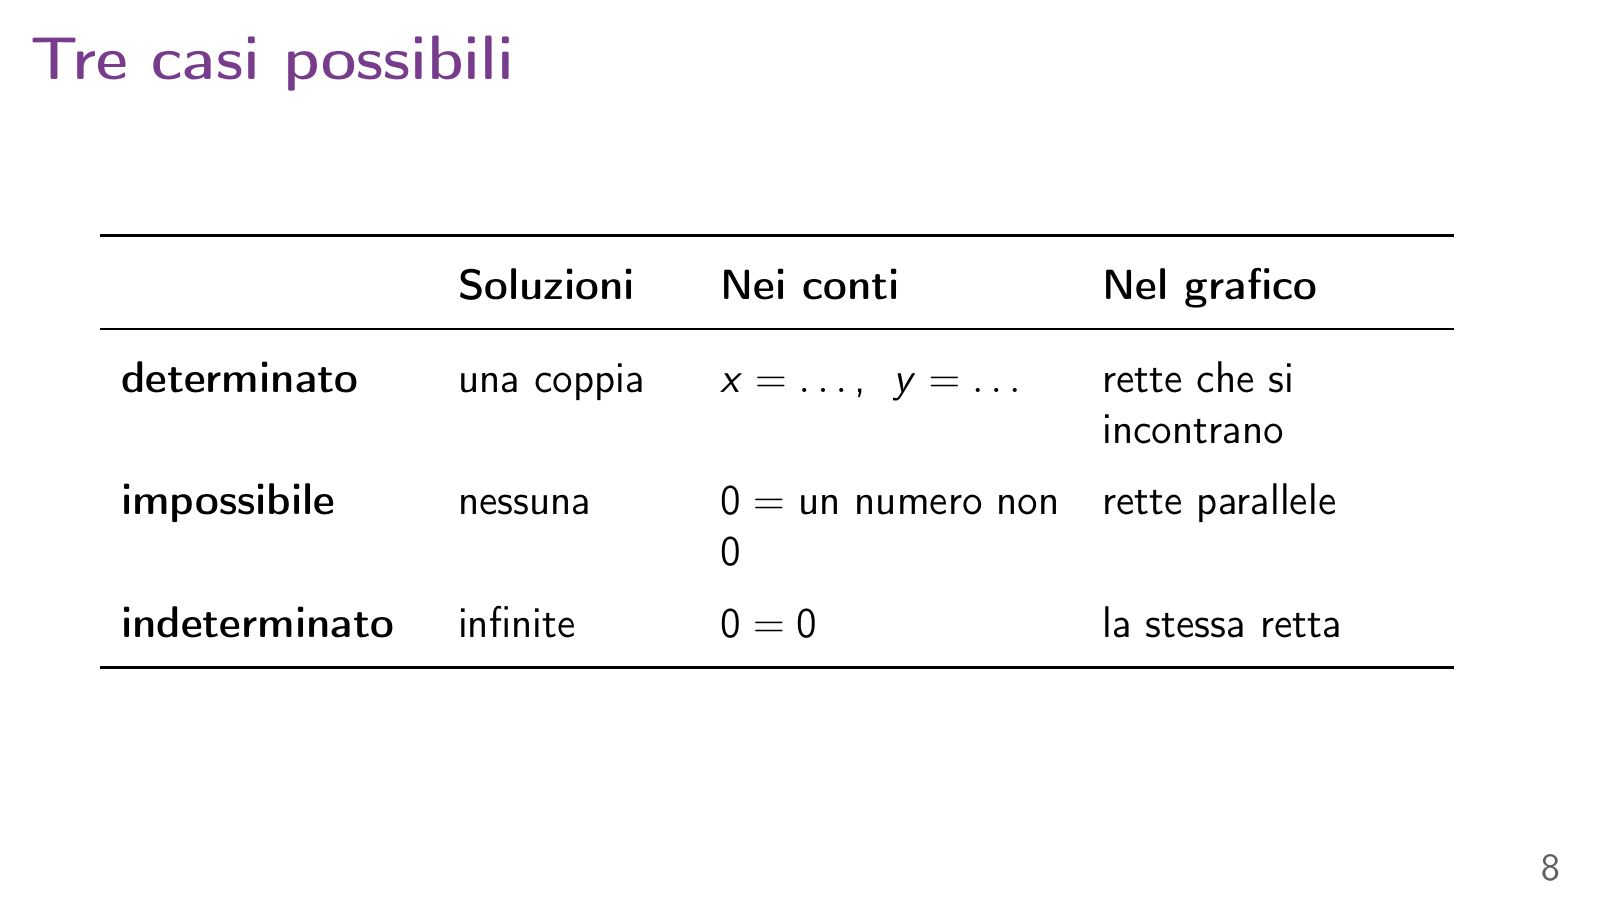 Tre casi possibili
Soluzioni Nei conti Nel grafico
determinato una coppia x = . . . , y = . . . rette che si
incontrano
impossibile nessuna 0 = un numero non rette parallele
0
indeterminato infinite 0 = 0 la stessa retta
8